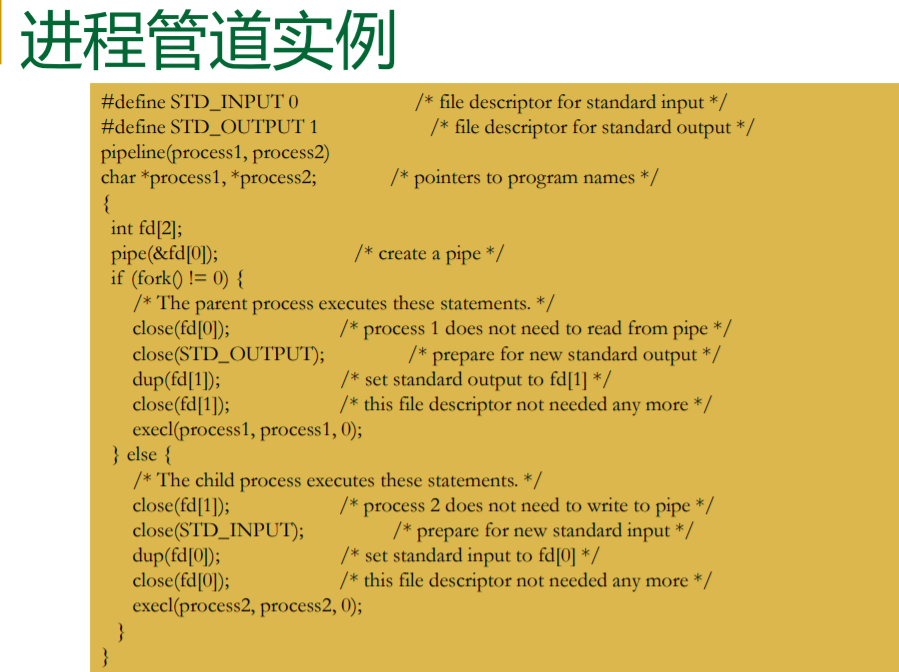 进程管道实例
#define STD_INPUT 0 /* file descriptor for standard input */
#define STD_OUTPUT 1 /* file descriptor for standard output */
pipeline(process1, process2)
char *process1, *process2; /* pointers to program names */
{
int fd[2];
pipe(&fd[0]); /* create a pipe */
if (fork() != 0) {
/* The parent process executes these statements. */
close(fd[0]); /* process 1 does not need to read from pipe */
close(STD_OUTPUT); /* prepare for new standard output */
dup(fd[1]); /* set standard output to fd[1] */
close(fd[1]); /* this file descriptor not needed any more */
execl(process1, process1, 0);
} else {
/* The child process executes these statements. */
close(fd[1]); /* process 2 does not need to write to pipe */
close(STD_INPUT); /* prepare for new standard input */
dup(fd[0]); /* set standard input to fd[0] */
close(fd[0]); /* this file descriptor not needed any more */
execl(process2, process2, 0);
}
}